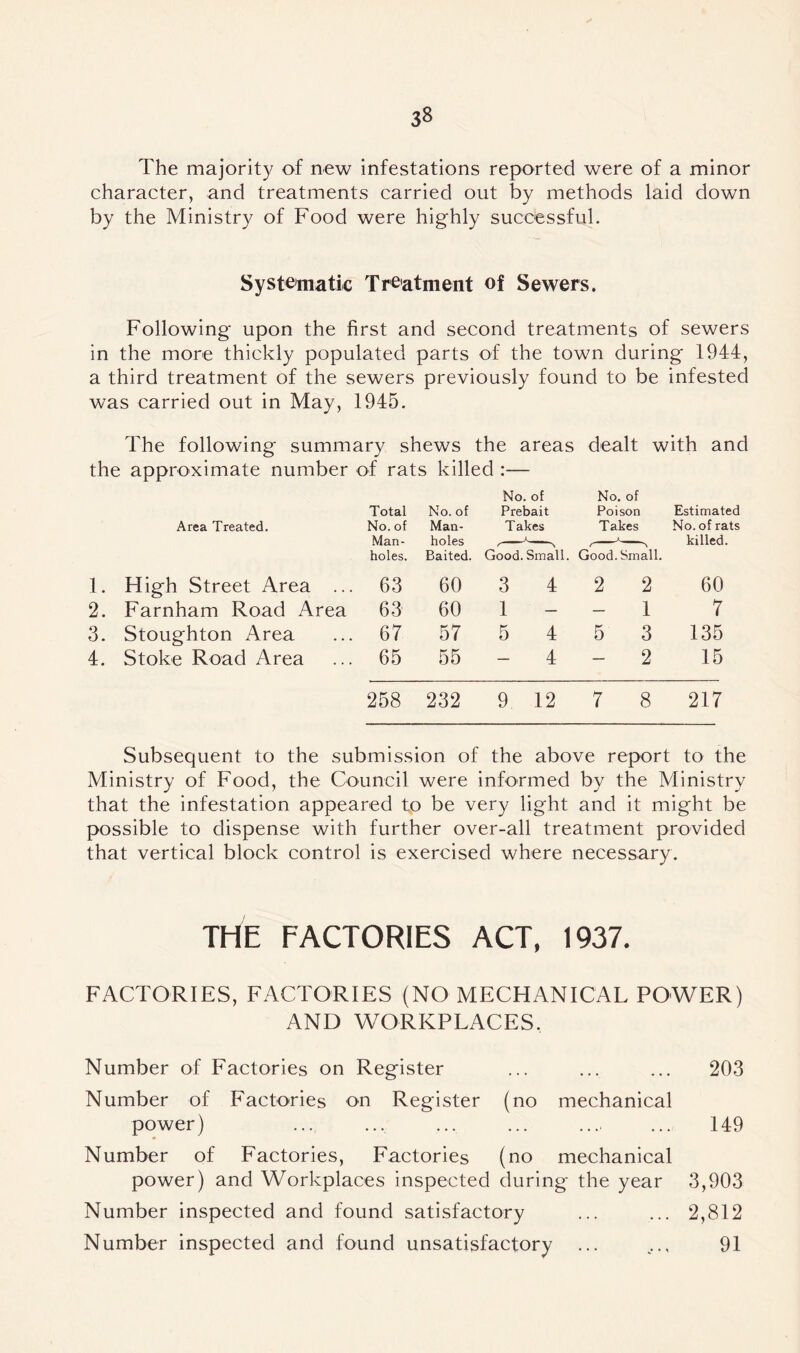 38
The majority of new infestations reported were of a minor
character, and treatments carried out by methods laid down
by the Ministry of Food were highly successful.
Systematic Treatment of Sewers.
Following upon the first and second treatments of sewers
in the more thickly populated parts of the town during 1944,
a third treatment of the sewers previously found to be infested
was carried out in May, 1945.
The following summary shews the areas dealt with and
the approximate number of rats killed :—
No. of No. of
Total No. of Prebait Poison Estimated
Area Treated. No. of Man- Takes Takes No. of rats
Man- holes killed.
holes. Baited. Good. Small. Good. Small.
1. High Street Area ... 63 60 3 4 2 2 60
2. Farnham Road Area 63 60 1 – – 1 7
3. Stoughton Area ... 67 57 5 4 5 3 135
4. Stoke Road Area ... 65 55 – 4 – 2 15
258 232 9 12 7 8 217
Subsequent to the submission of the above report to the
Ministry of Food, the Council were informed by the Ministry
that the infestation appeared to be very light and it might be
possible to dispense with further over-all treatment provided
that vertical block control is exercised where necessary.
THE FACTORIES ACT, 1937.
FACTORIES, FACTORIES (NO MECHANICAL POWER)
AND WORKPLACES.
Number of Factories on Register ... ... ... 203
Number of Factories on Register (no mechanical
power) ... ... ... ... ... ... 149
Number of Factories, Factories (no mechanical
power) and Workplaces inspected during the year 3,903
Number inspected and found satisfactory ... ... 2,812
Number inspected and found unsatisfactory ... ... 91